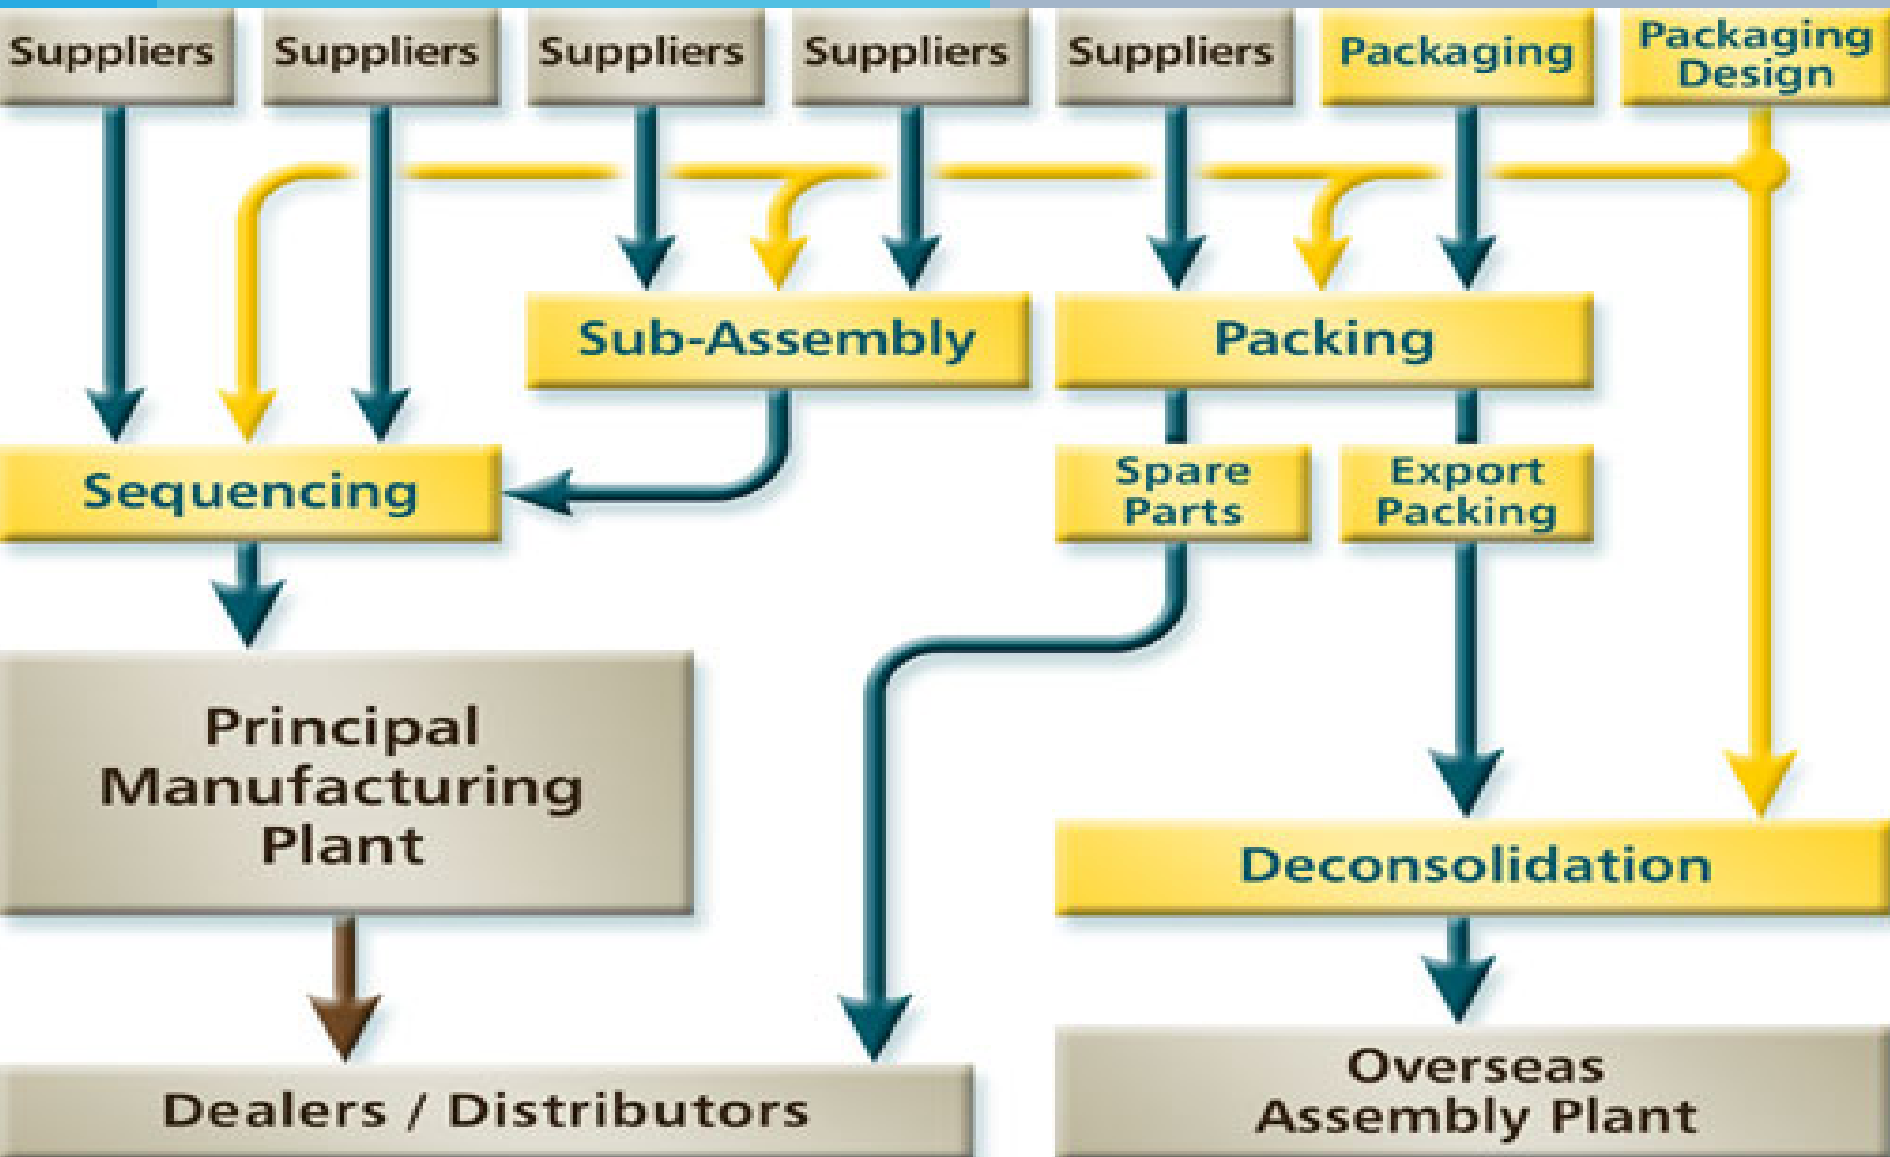 Suppliers
Suppliers
Suppliers
Suppliers
Suppliers
Packaging
Packaging
Design
Sub-Assembly
Packing
Sequencing
Spare
Parts
Export
Packing
Principal
Manufacturing
Plant
Deconsolidation
Dealers / Distributors
Overseas
Assembly Plant